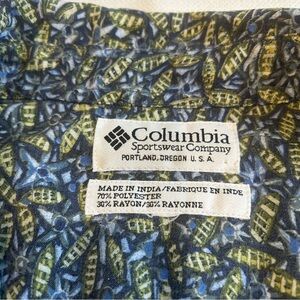 Columbia
Sportswear Company
PORTLAND, OREGON U. S. A.
MADE IN INDIA/FABRIQUE EN INDE
70% POLYESTER
30% RAYON/30% RAYONNE